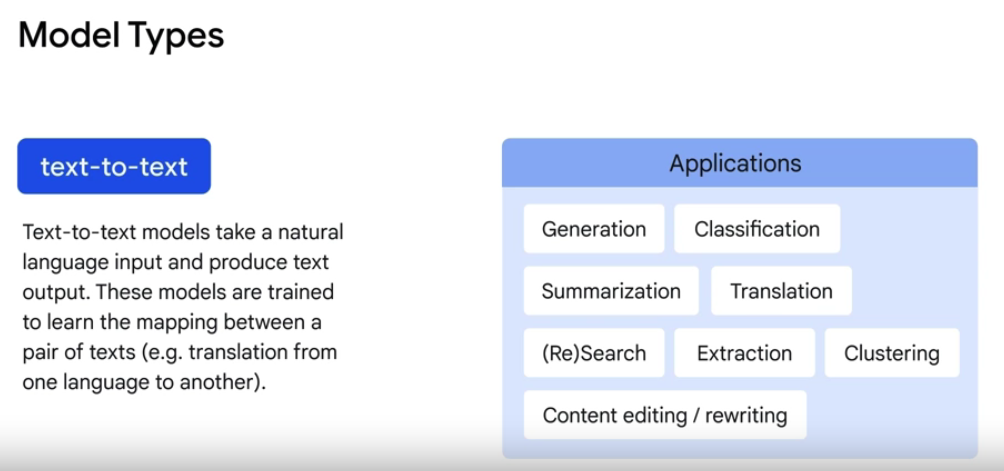 Model Types
text-to-text
Text-to-text models take a natural
language input and produce text
output. These models are trained
to learn the mapping between a
pair of texts (e.g. translation from
one language to another).
Applications
Generation Classification
Summarization Translation
(Re)Search Extraction Clustering
Content editing / rewriting